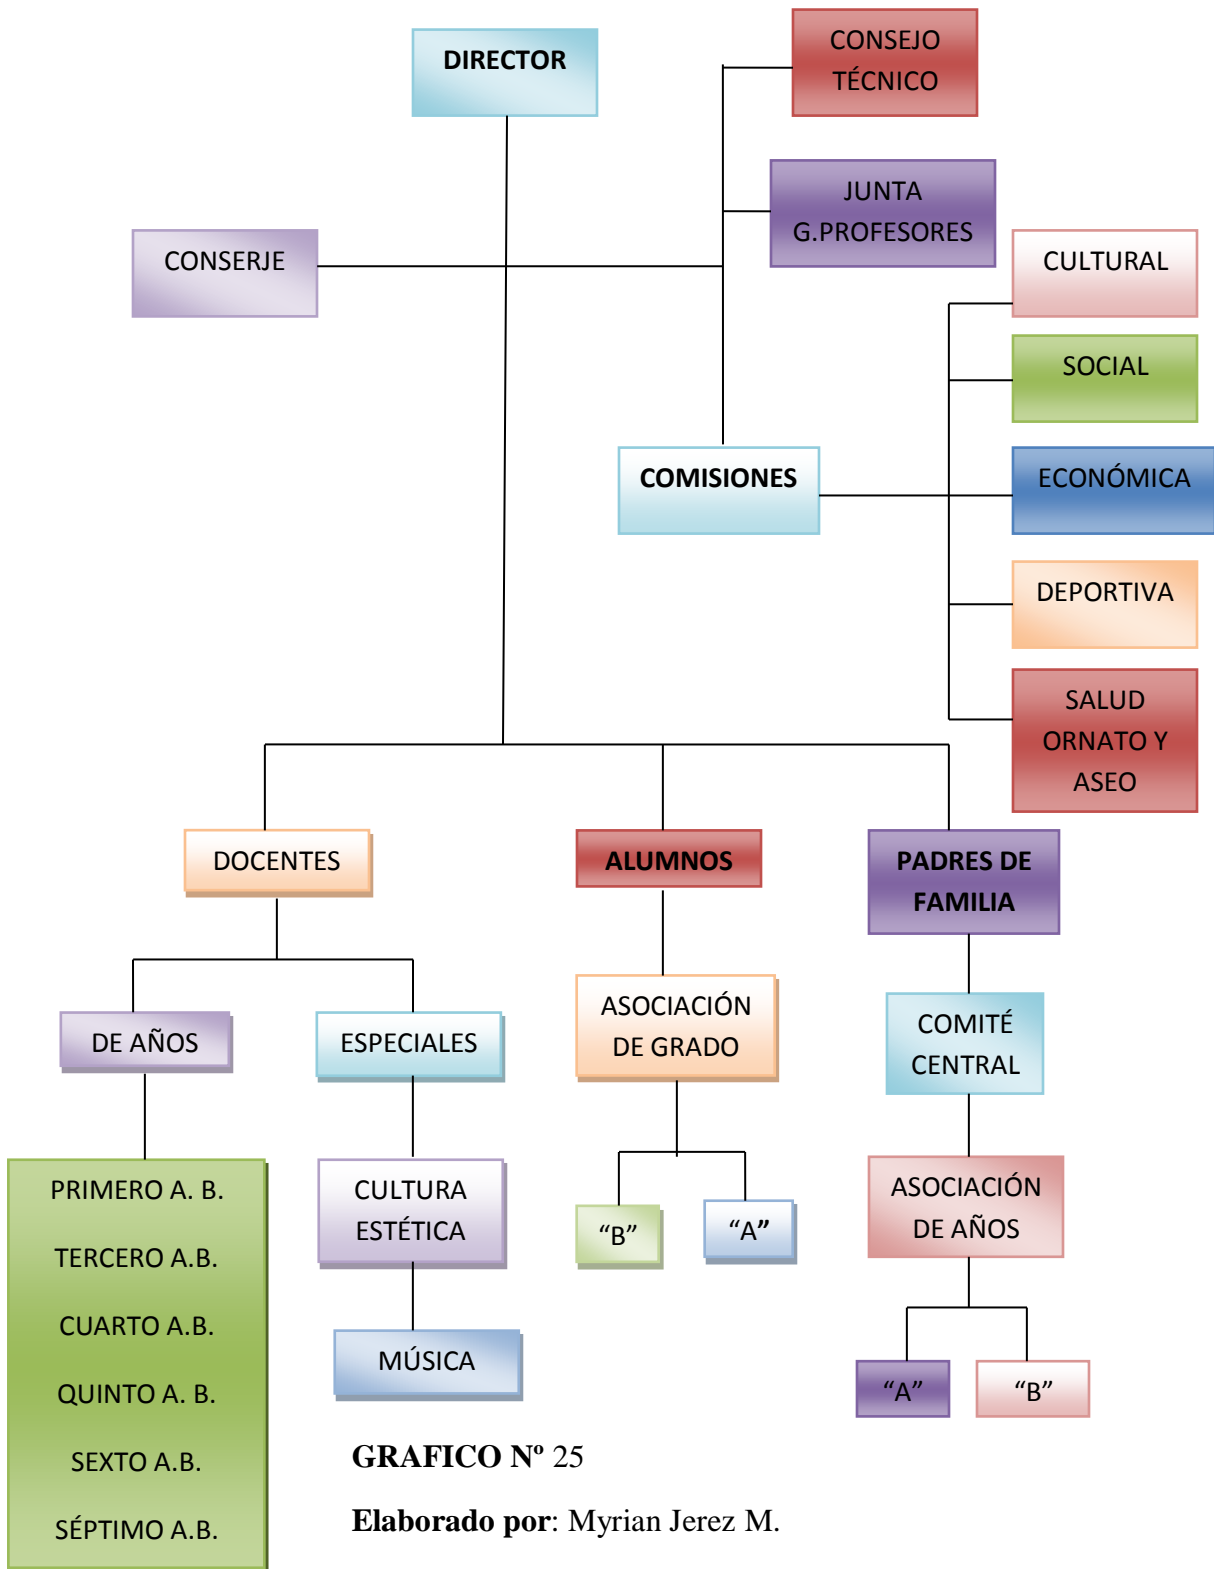 DIRECTOR
CONSEJO
TÉCNICO
JUNTA
G.PROFESORES
CONSERJE
CULTURAL
SOCIAL
COMISIONES
ECONÓMICA
DEPORTIVA
SALUD
ORNATO Y
ASEO
DOCENTES
ALUMNOS
PADRES DE
FAMILIA
DE AÑOS
ESPECIALES
ASOCIACIÓN
DE GRADO
COMITÉ
CENTRAL
PRIMERO A. B.
TERCERO A.B.
CUARTO A.B.
QUINTO A. B.
SEXTO A.B.
SÉPTIMO A.B.
CULTURA
ESTÉTICA
MÚSICA
“B”
“A”
ASOCIACIÓN
DE AÑOS
“A”
“B”
GRAFICO Nº 25
Elaborado por: Myrian Jerez M.